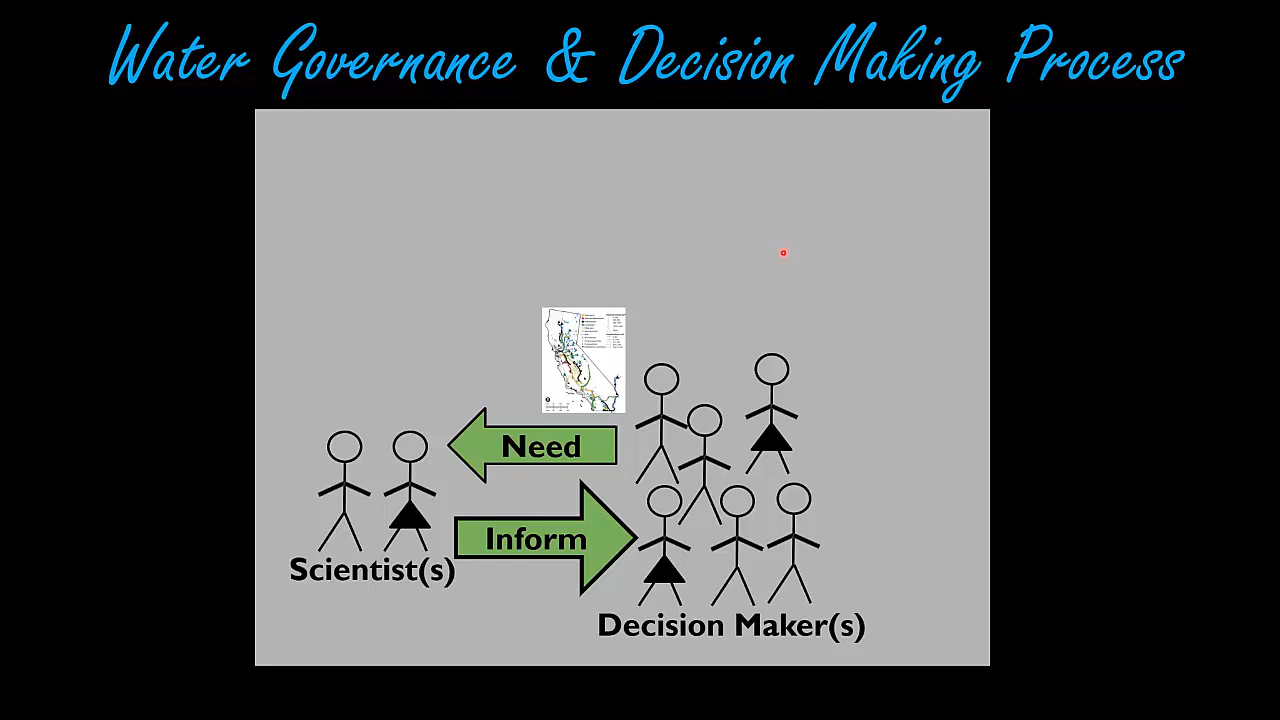 Water Governance & Decision Making Process
Need
Inform
Scientist(s)
Decision Maker(s)